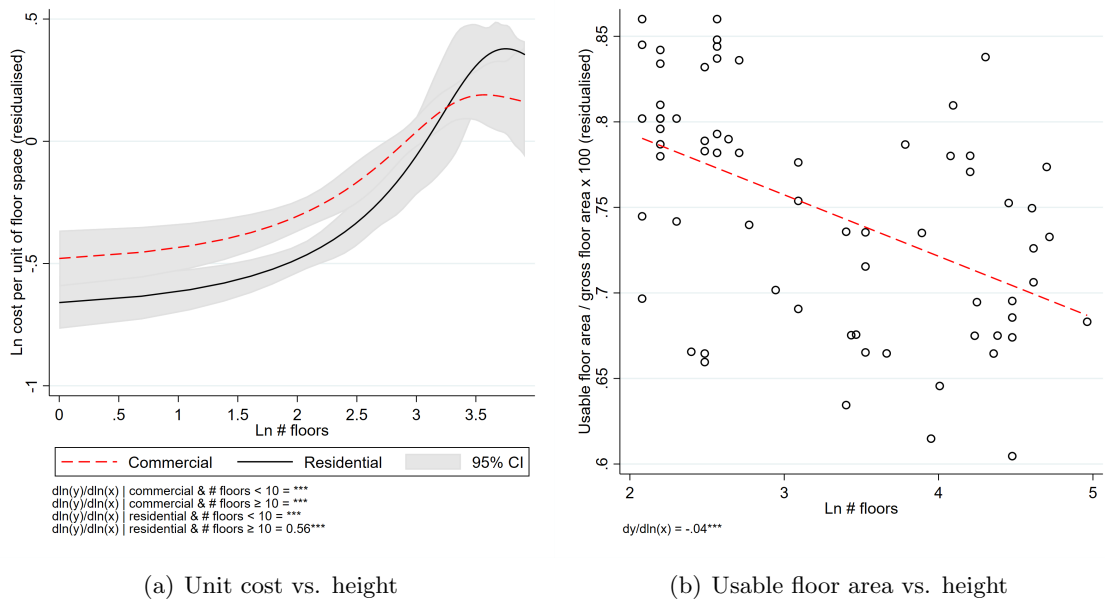 Ln cost per unit of floor space (residualised)
.5
0
-.5
-1
0 .5 1 1.5 2 2.5 3 3.5
Ln # floors
Commercial Residential 95% CI
dln(y)/dln(x) | commercial & # floors < 10 = ***
dln(y)/dln(x) | commercial & # floors ≥ 10 = ***
dln(y)/dln(x) | residential & # floors < 10 = ***
dln(y)/dln(x) | residential & # floors ≥ 10 = 0.56***
(a) Unit cost vs. height
Usable floor area / gross floor area x 100 (residualised)
.85
.8
.75
.7
.65
.6
2 3 4 5
Ln # floors
dy/dln(x) = -.04***
(b) Usable floor area vs. height